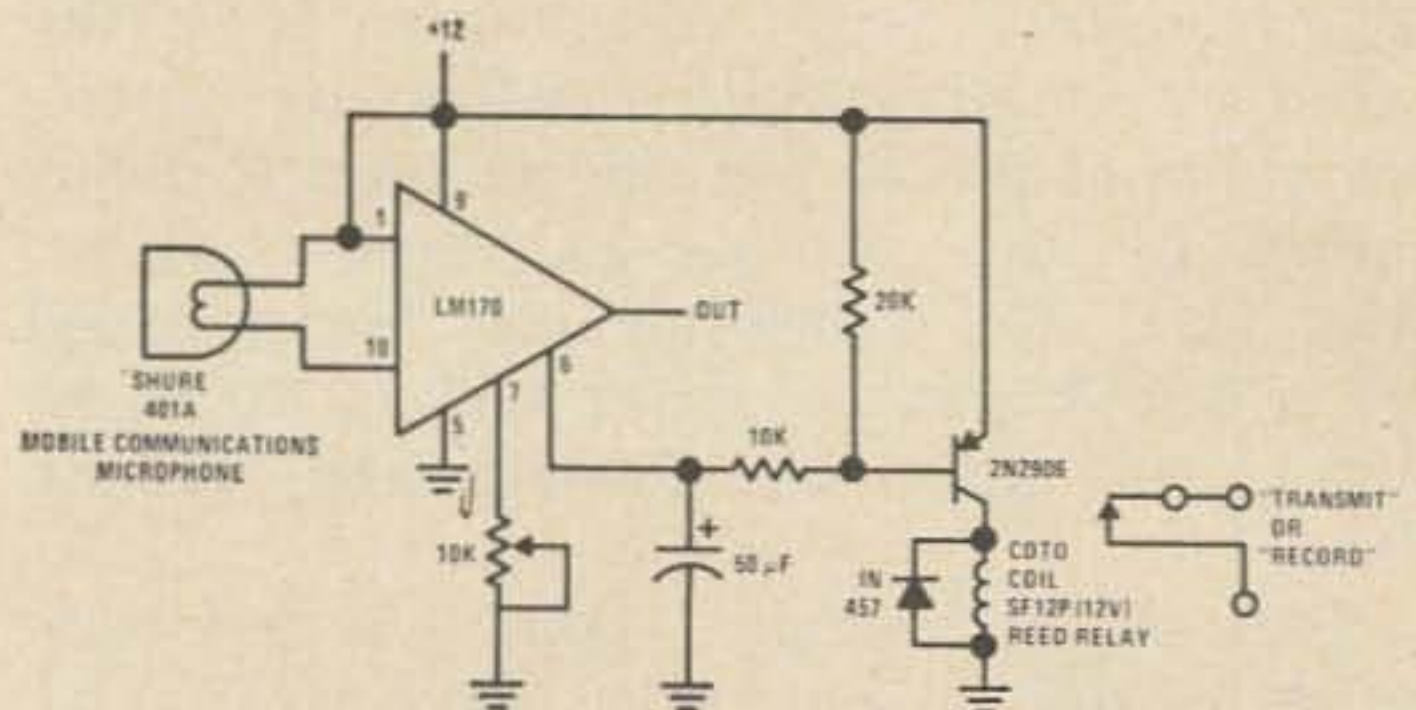 +12
1
9
LM170
OUT
20K
10
7
6
5
SHURE
401A
MOBILE COMMUNICATIONS
MICROPHONE
10K
2N2906
10K
+
50 µF
IN
457
COTO
COIL
SF12P (12V)
REED RELAY
"TRANSMIT"
OR
"RECORD"